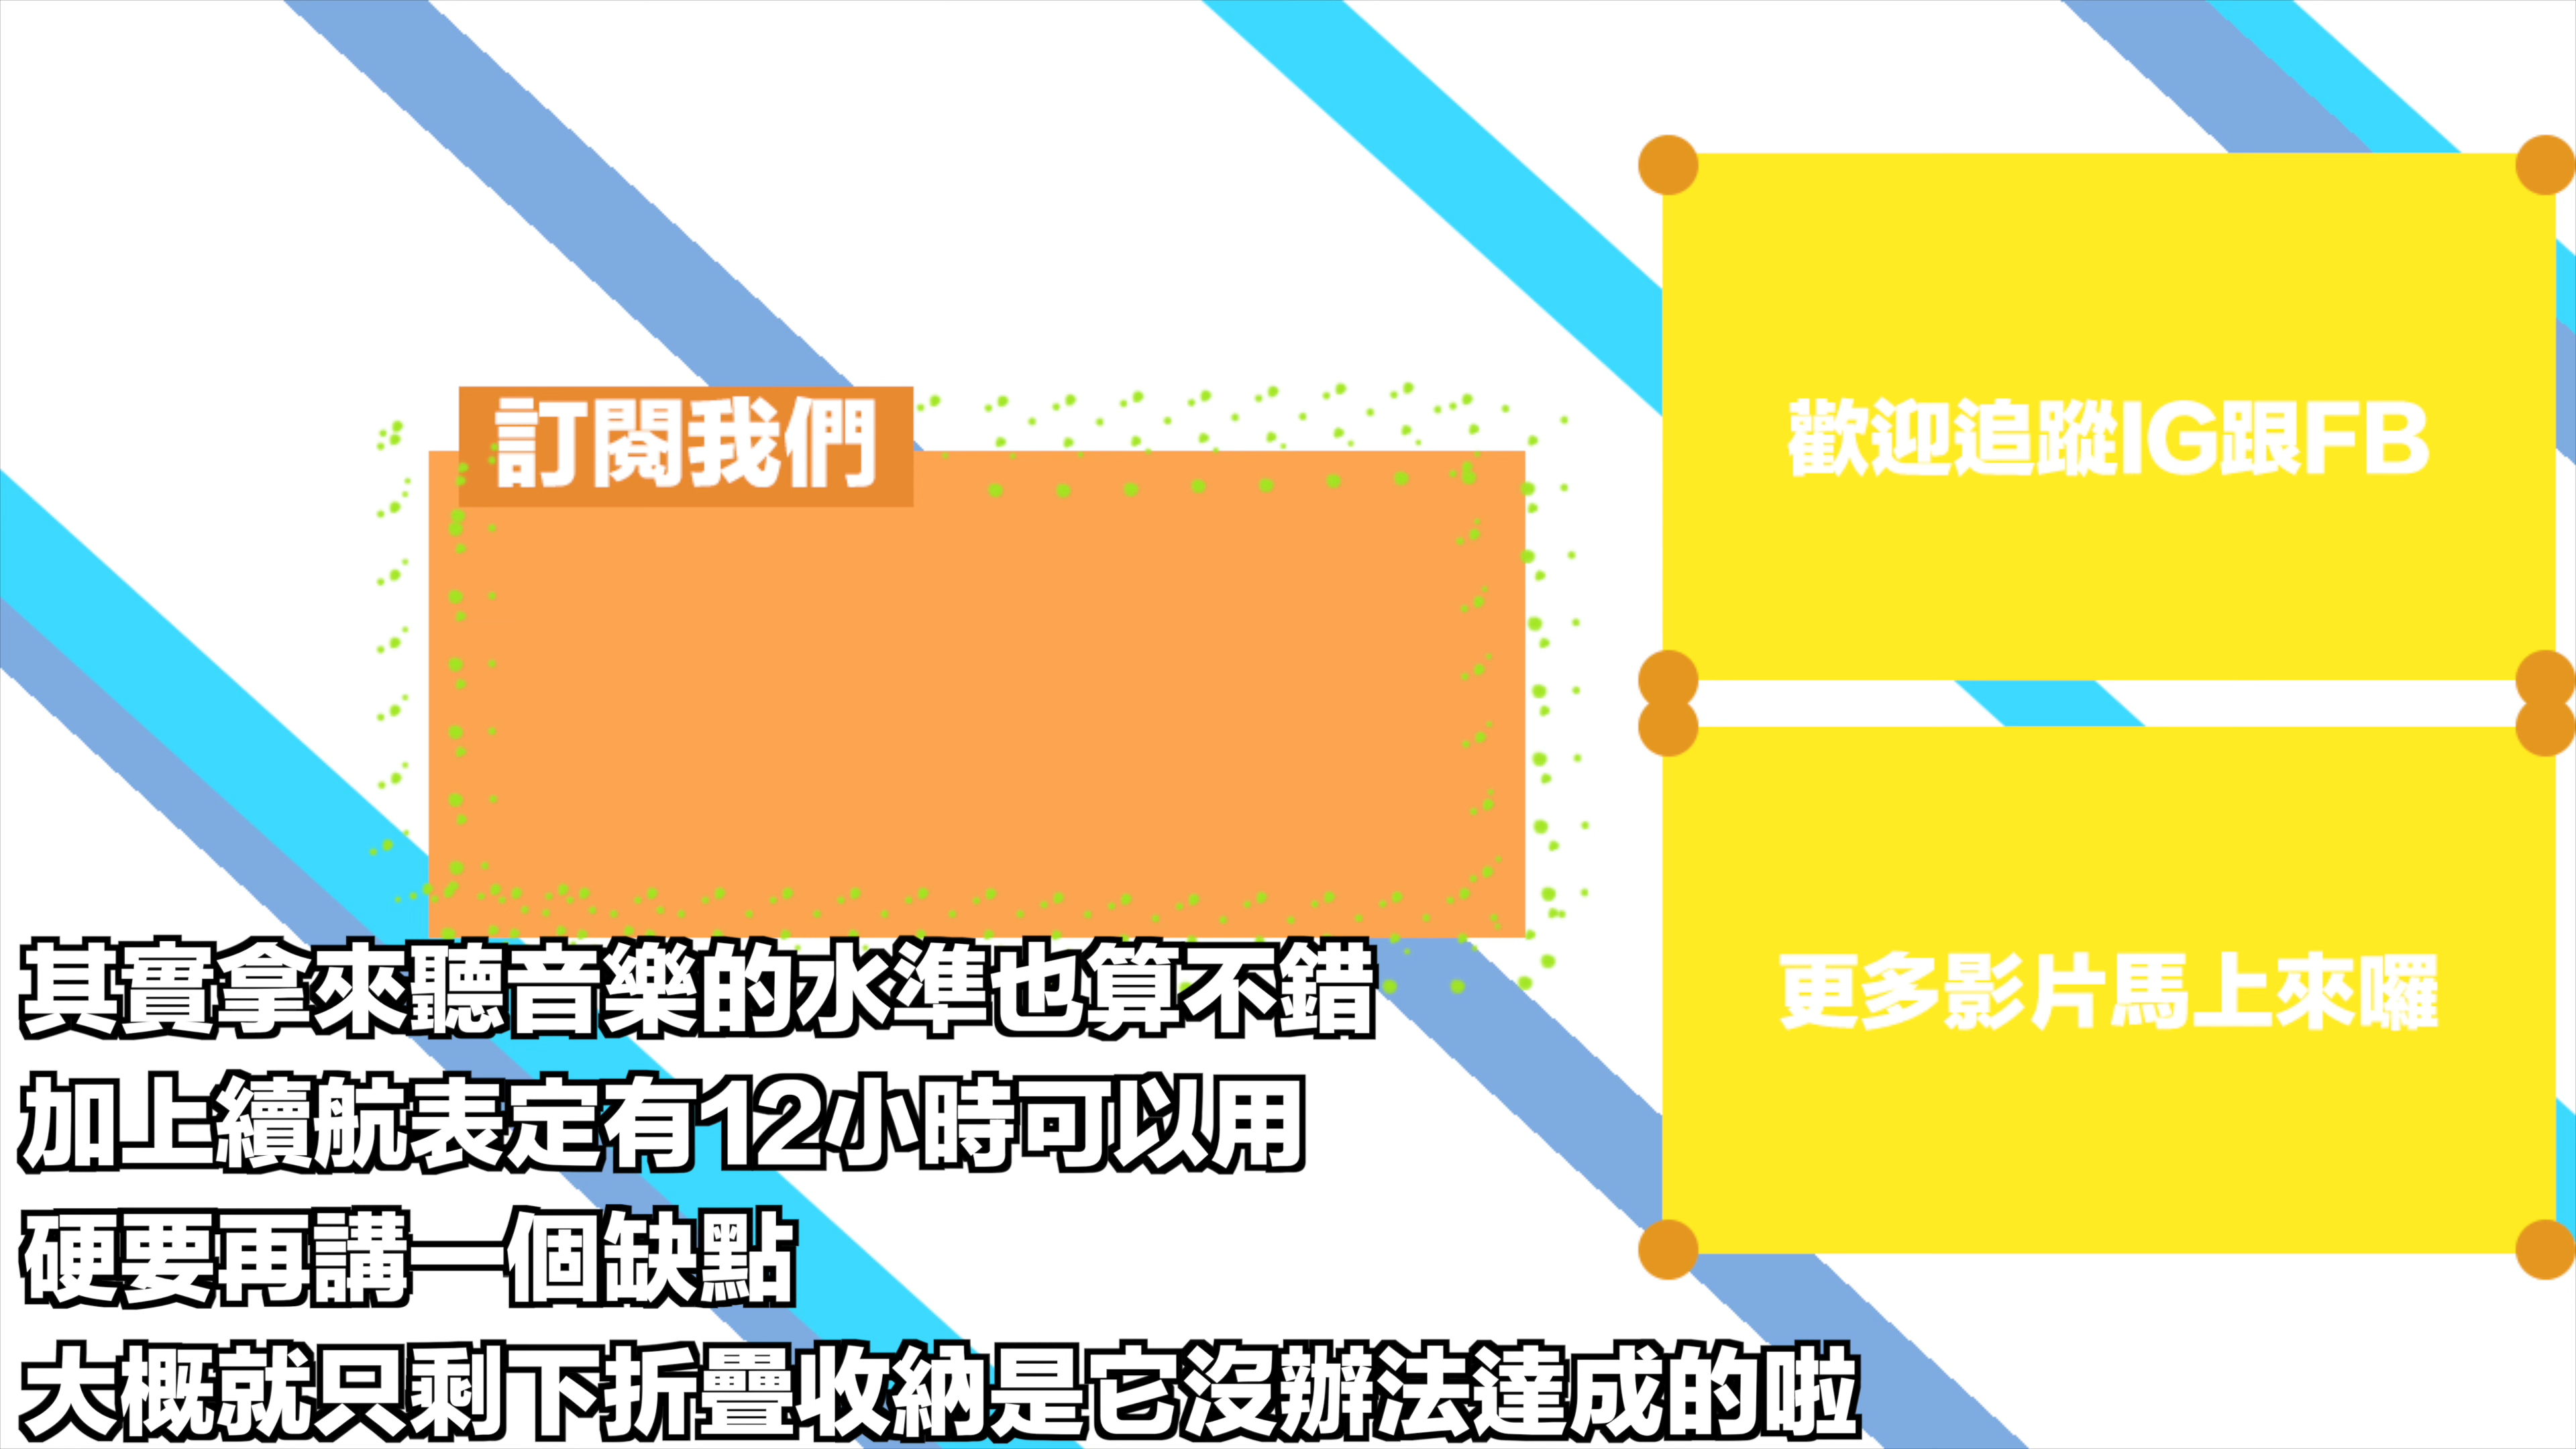 訂閱我們
歡迎追蹤IG跟FB
更多影片馬上來囉
其實拿來聽音樂的水準也算不錯
加上續航表定有12小時可以用
硬要再講一個缺點
大概就只剩下折疊收納是它沒辦法達成的啦